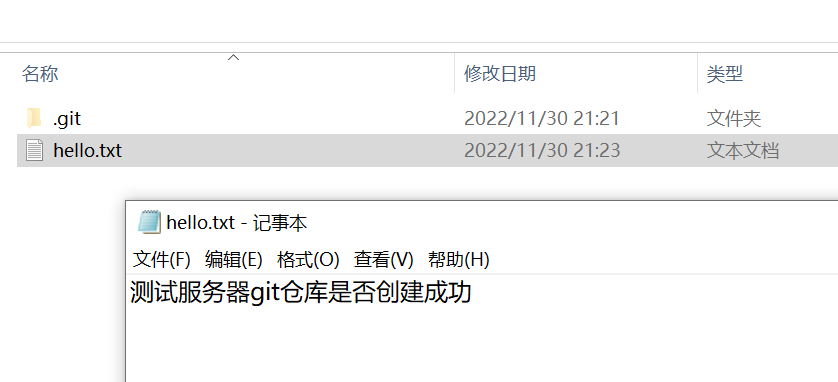 名称 修改日期 类型
.git 2022/11/30 21:21 文件夹
hello.txt 2022/11/30 21:23 文本文档
hello.txt - 记事本
文件(F) 编辑(E) 格式(O) 查看(V) 帮助(H)
测试服务器git仓库是否创建成功